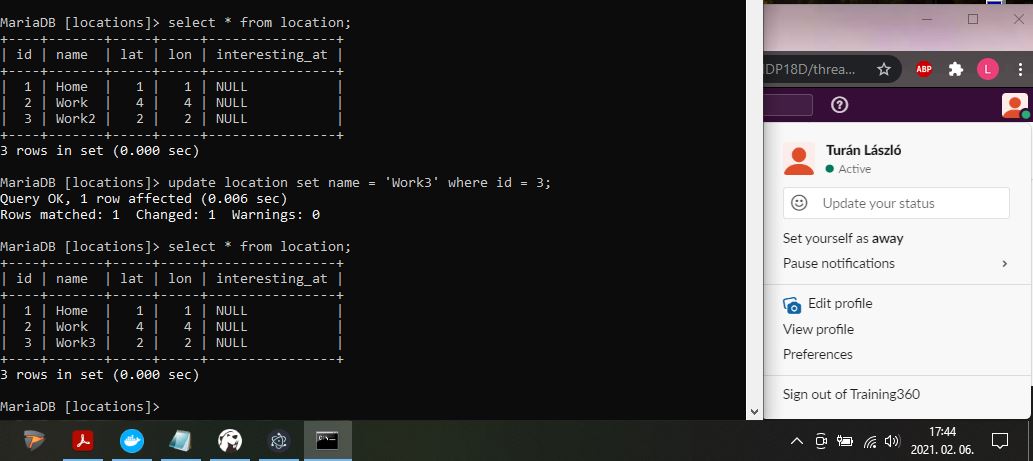 MariaDB [locations]> select * from location;
+----+-------+-----+-----+----------------+
| id | name  | lat | lon | interesting_at |
+----+-------+-----+-----+----------------+
|  1 | Home  |   1 |   1 | NULL           |
|  2 | Work  |   4 |   4 | NULL           |
|  3 | Work2 |   2 |   2 | NULL           |
+----+-------+-----+-----+----------------+
3 rows in set (0.000 sec)
MariaDB [locations]> update location set name = 'Work3' where id = 3;
Query OK, 1 row affected (0.006 sec)
Rows matched: 1  Changed: 1  Warnings: 0
MariaDB [locations]> select * from location;
+----+-------+-----+-----+----------------+
| id | name  | lat | lon | interesting_at |
+----+-------+-----+-----+----------------+
|  1 | Home  |   1 |   1 | NULL           |
|  2 | Work  |   4 |   4 | NULL           |
|  3 | Work3 |   2 |   2 | NULL           |
+----+-------+-----+-----+----------------+
3 rows in set (0.000 sec)
MariaDB [locations]>
DP18D/threa...
ABP
L
Turán László
Active
Update your status
Set yourself as away
Pause notifications
Edit profile
View profile
Preferences
Sign out of Training360
17:44
2021. 02. 06.